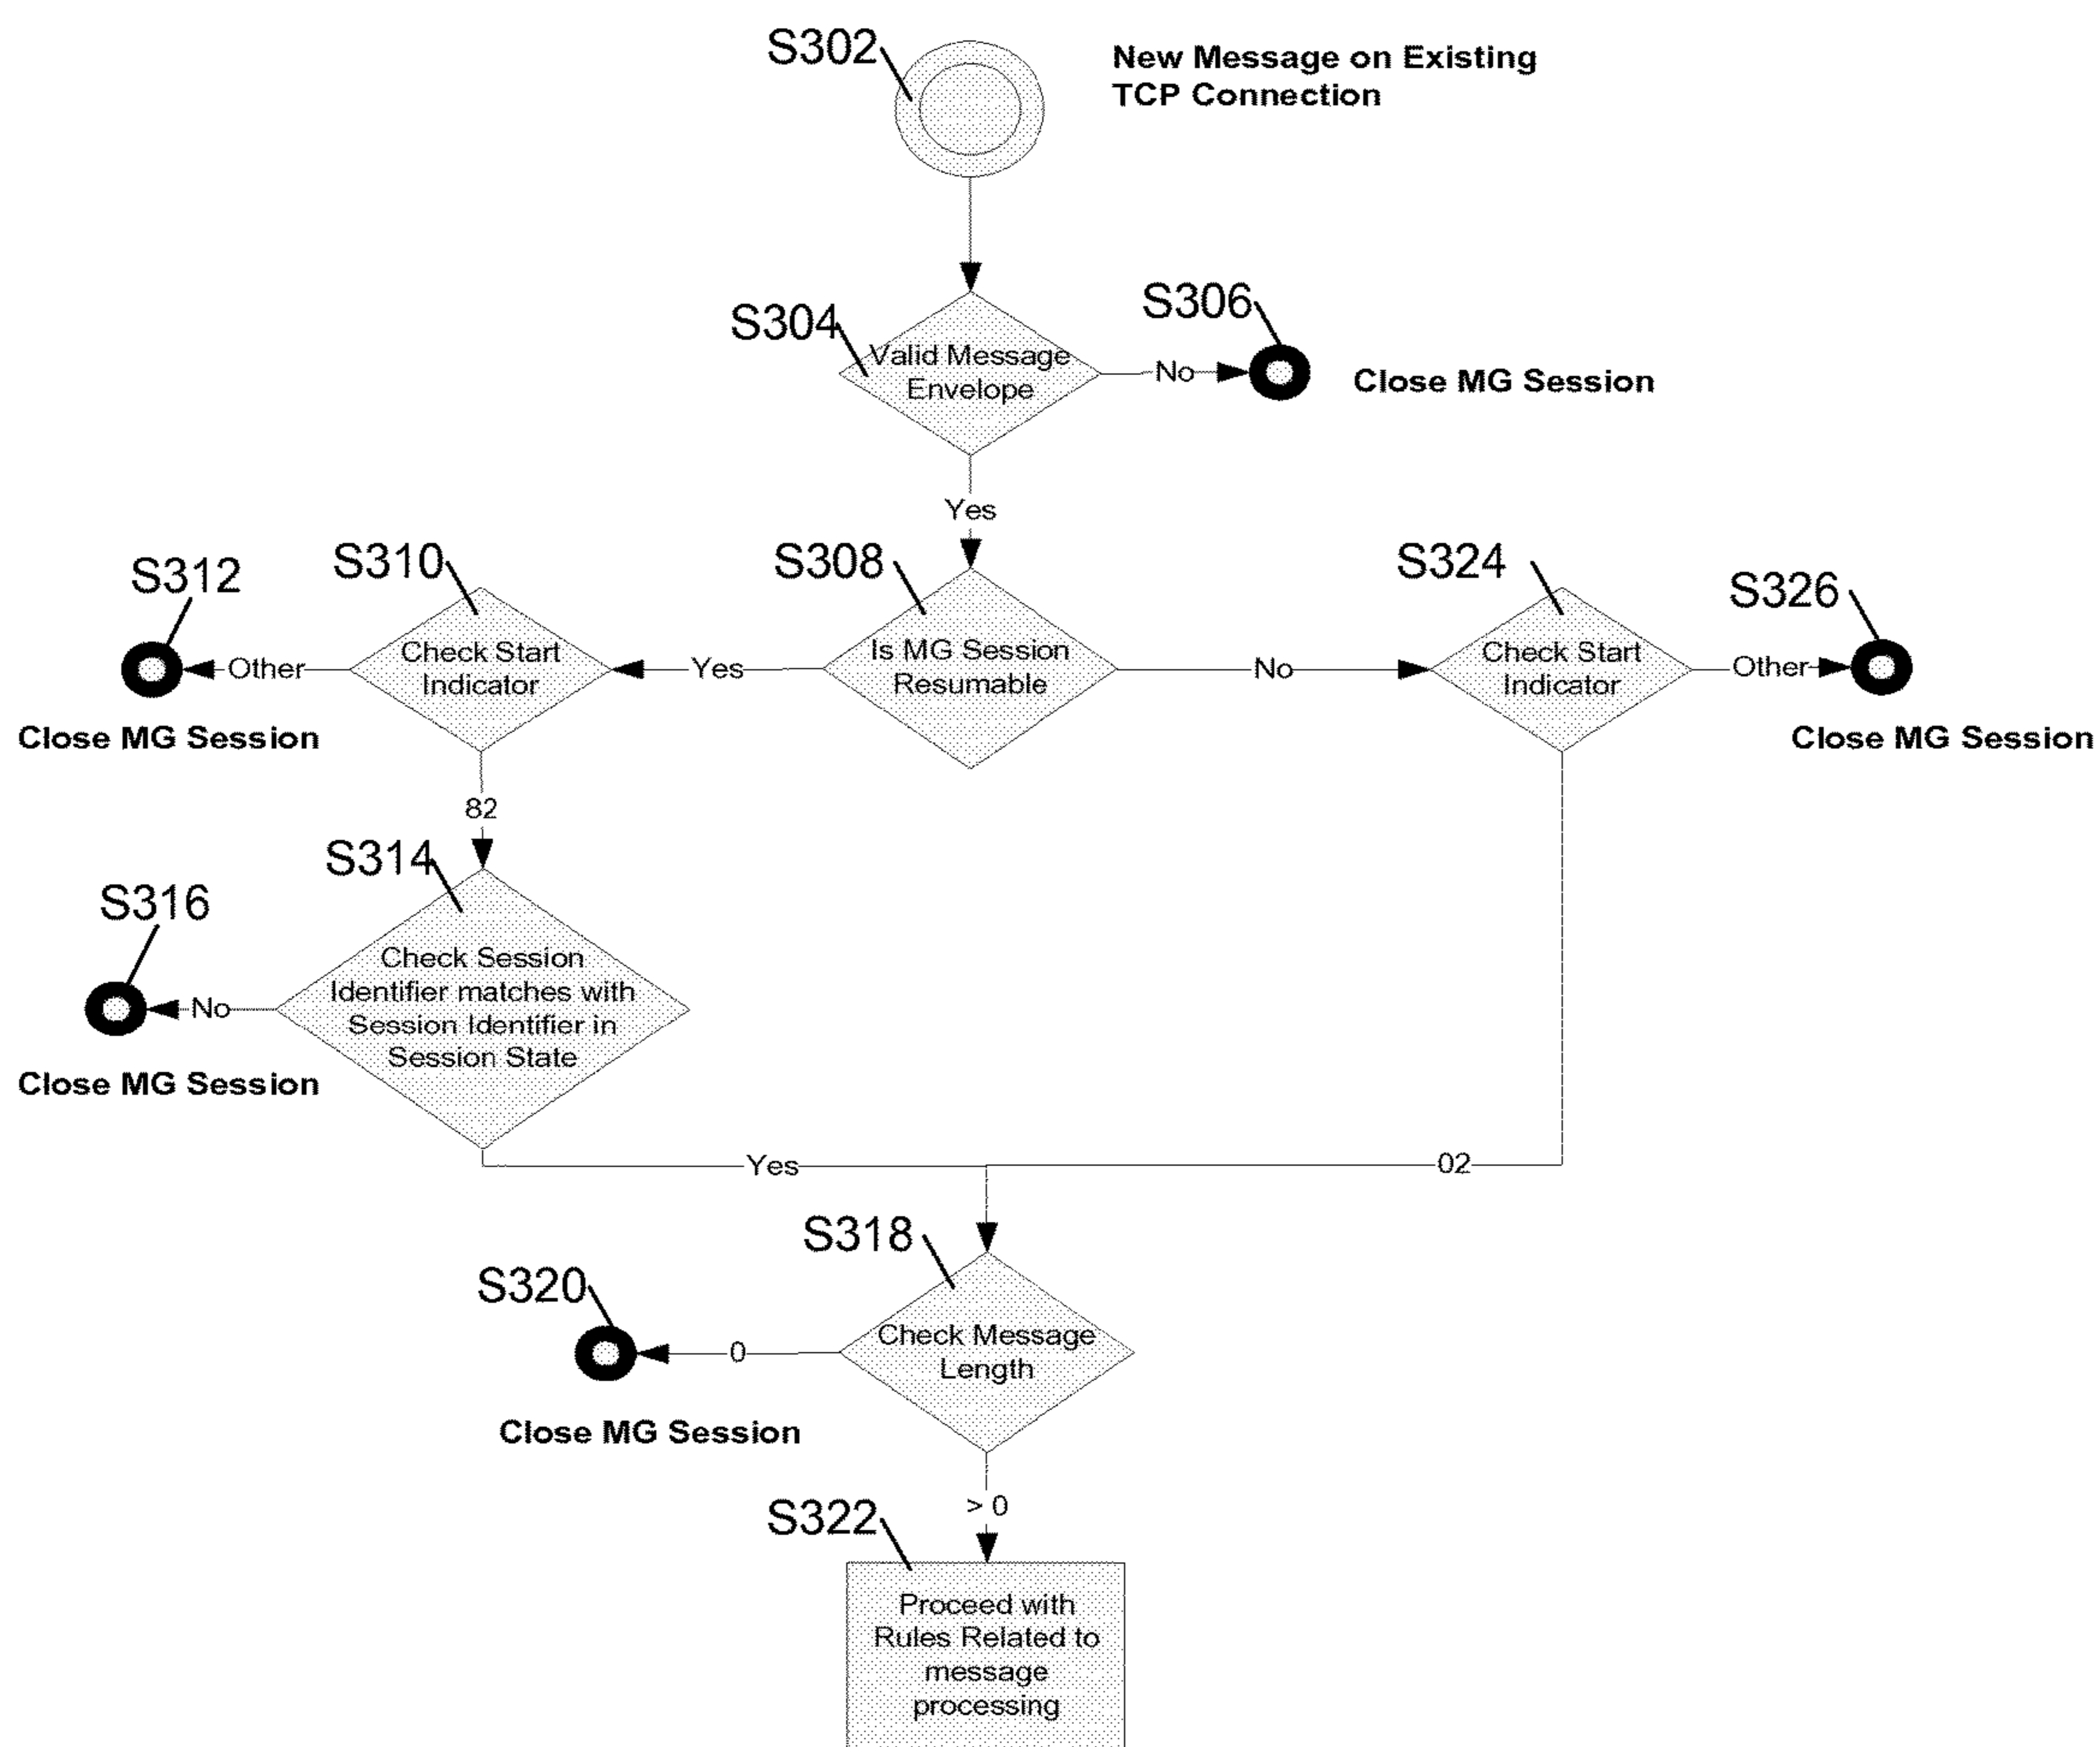 S302
New Message on Existing
TCP Connection
S304
Valid Message
Envelope
No
S306
Close MG Session
Yes
S308
Is MG Session
Resumable
Yes
S310
Check Start
Indicator
Other
S312
Close MG Session
No
S324
Check Start
Indicator
Other
S326
Close MG Session
82
S314
Check Session
Identifier matches with
Session Identifier in
Session State
No
S316
Close MG Session
Yes
02
S318
Check Message
Length
0
S320
Close MG Session
> 0
S322
Proceed with
Rules Related to
message
processing